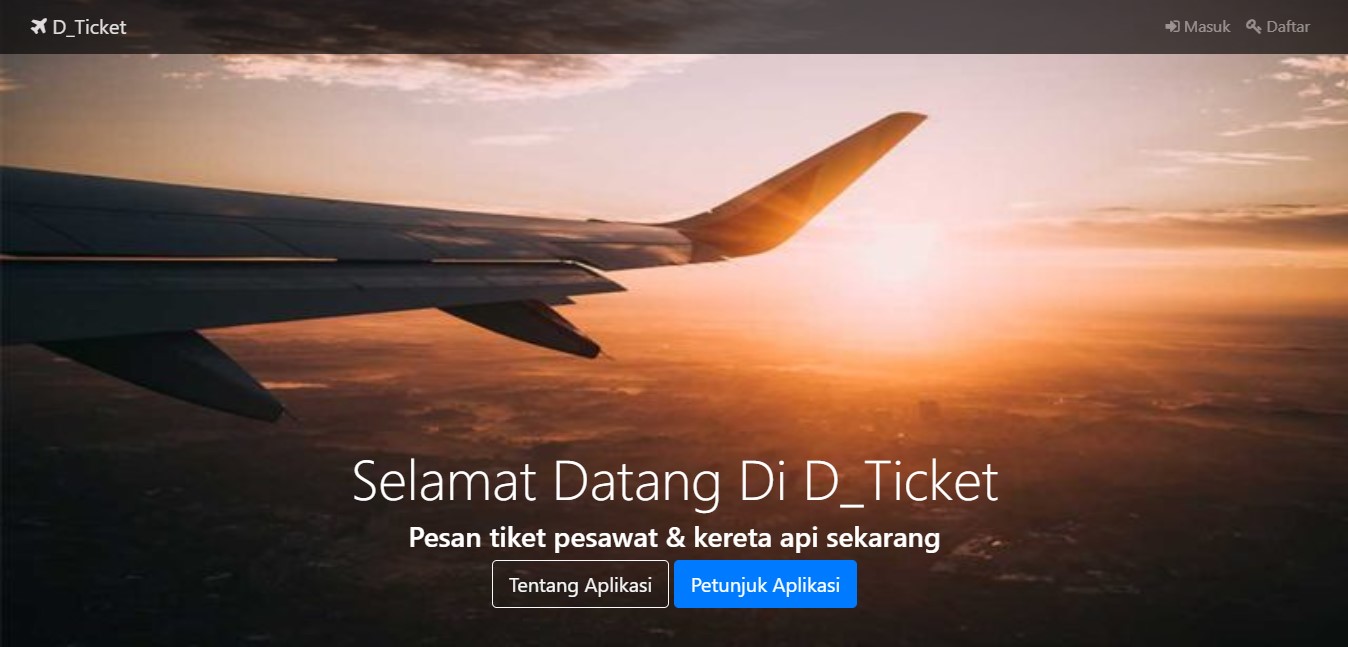 D_Ticket
Masuk Daftar
Selamat Datang Di D_Ticket
Pesan tiket pesawat & kereta api sekarang
Tentang Aplikasi Petunjuk Aplikasi